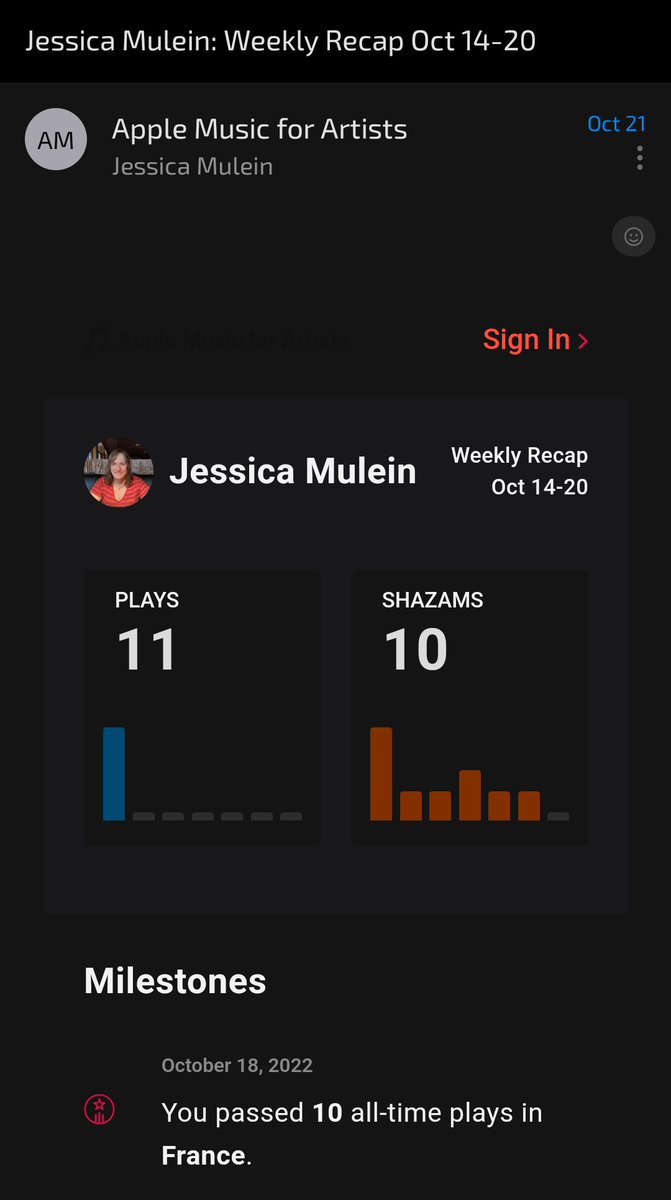 Jessica Mulein: Weekly Recap Oct 14-20
AM
Apple Music for Artists
Oct 21
Jessica Mulein
Apple Music for Artists
Sign In
Jessica Mulein
Weekly Recap
Oct 14-20
PLAYS
11
SHAZAMS
10
Milestones
October 18, 2022
You passed 10 all-time plays in
France.